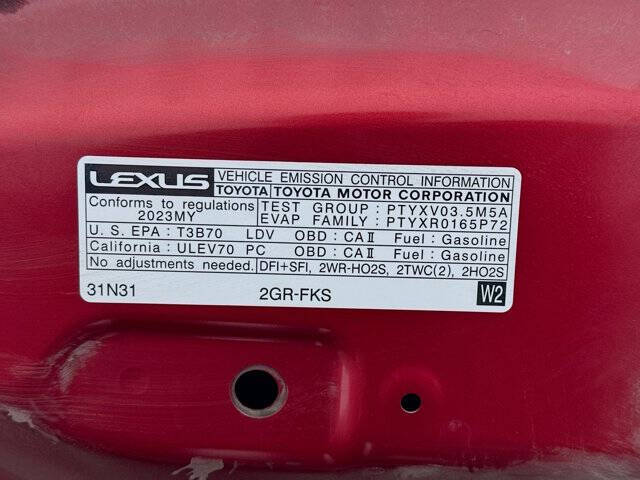 LEXUS VEHICLE EMISSION CONTROL INFORMATION
TOYOTA TOYOTA MOTOR CORPORATION
Conforms to regulations TEST GROUP: PTYXV03.5M5A
2023MY EVAP FAMILY: PTYXR0165P72
U.S. EPA: T3B70 LDV OBD: CAⅡ Fuel: Gasoline
California: ULEV70 PC OBD: CAⅡ Fuel: Gasoline
No adjustments needed. DFI+SFI, 2WR-HO2S, 2TWC(2), 2HO2S
31N31 2GR-FKS W2